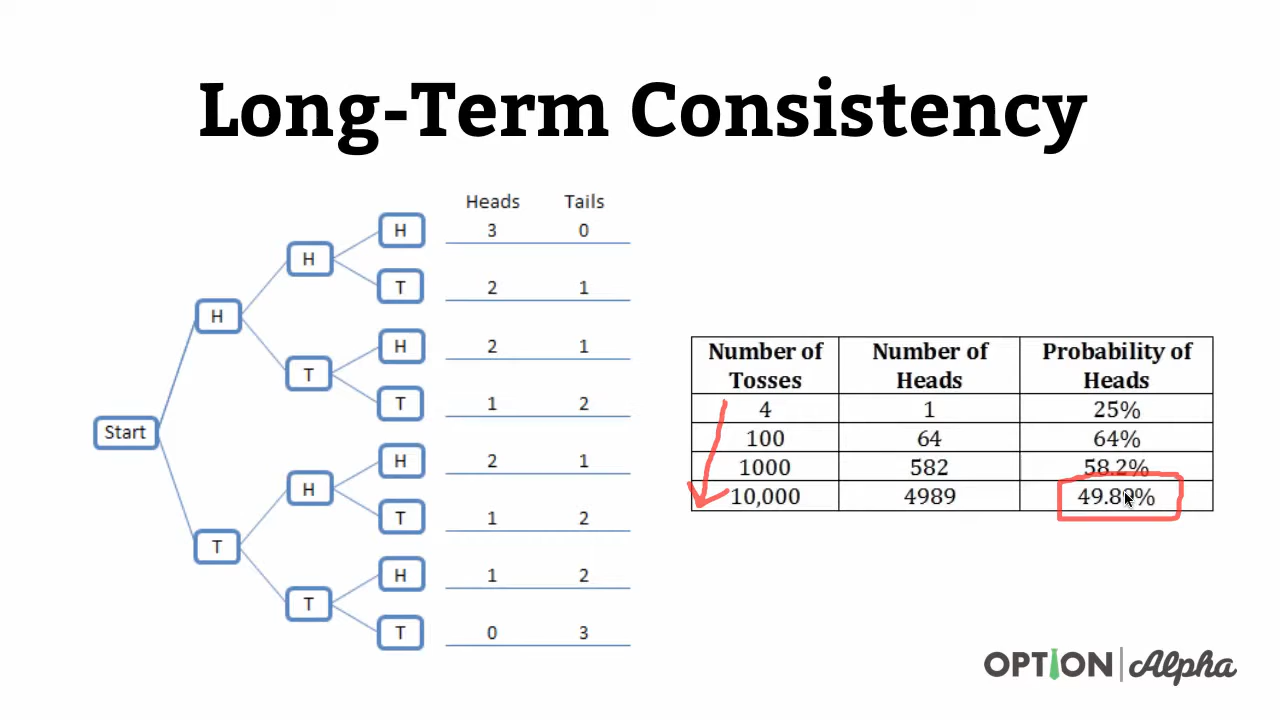 Long-Term Consistency
Heads Tails
H 3 0
H
T 2 1
H
H 2 1
T
T 1 2
Start
H 2 1
H
T 1 2
T
H 1 2
T
T 0 3
Number of Tosses Number of Heads Probability of Heads
4 1 25%
100 64 64%
1000 582 58.2%
10,000 4989 49.89%
OPTION Alpha